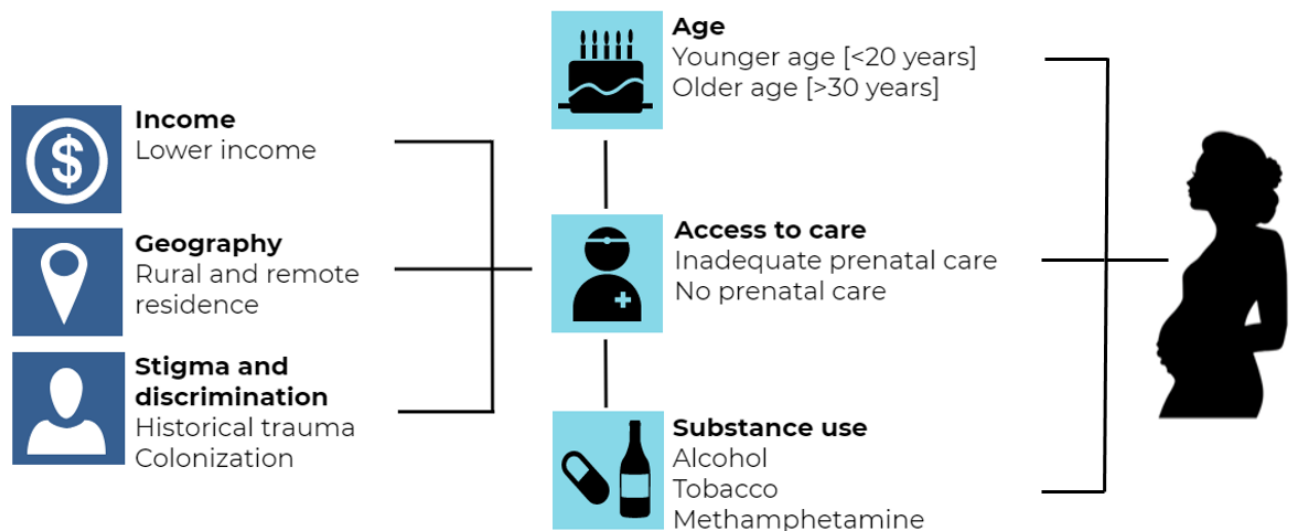 Income
Lower income
Geography
Rural and remote
residence
Stigma and
discrimination
Historical trauma
Colonization
Age
Younger age [<20 years]
Older age [>30 years]
Access to care
Inadequate prenatal care
No prenatal care
Substance use
Alcohol
Tobacco
Methamphetamine
$